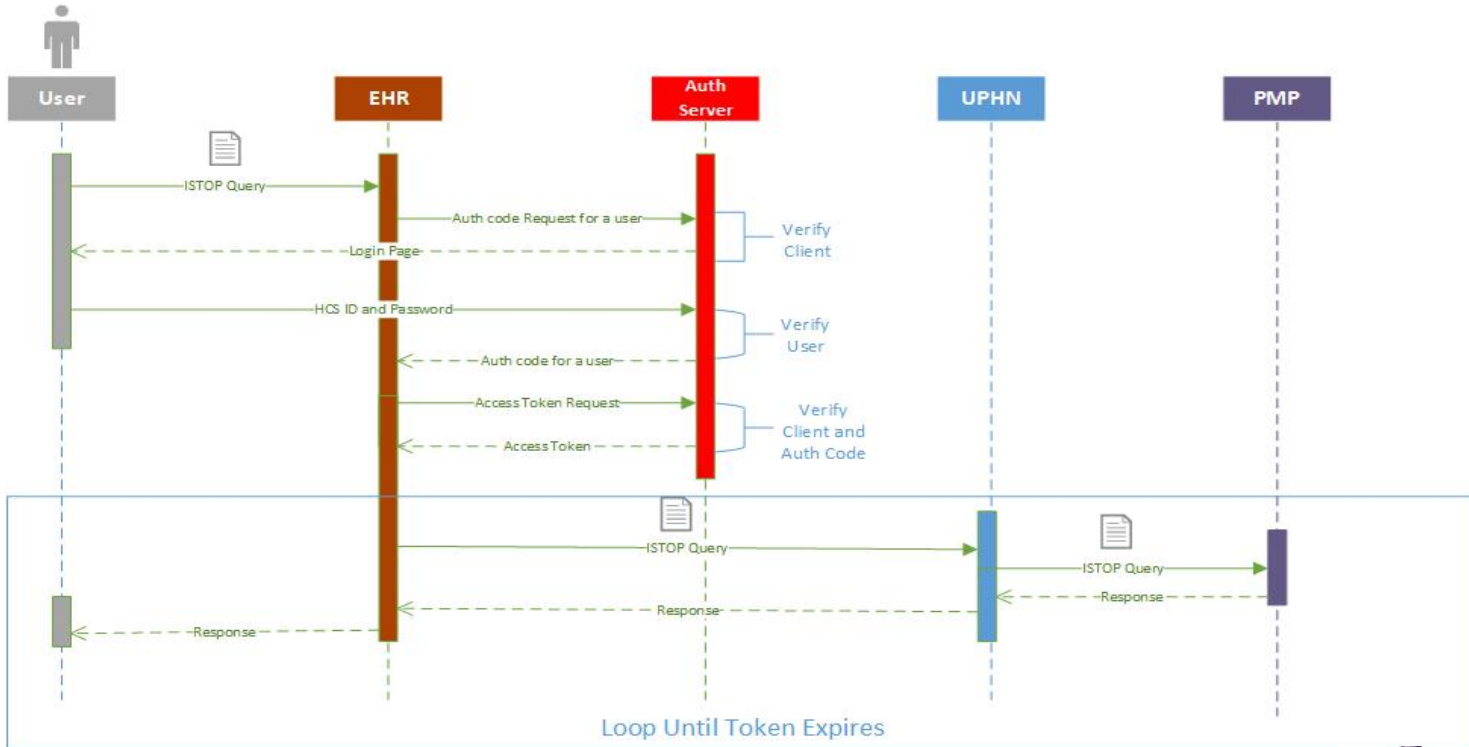 User
EHR
Auth
Server
UPHN
PMP
ISTOP Query
Auth code Request for a user
Verify
Client
Login Page
HCS ID and Password
Verify
User
Auth code for a user
Access Token Request
Verify
Client and
Auth Code
Access Token
ISTOP Query
ISTOP Query
Response
Response
Response
Loop Until Token Expires